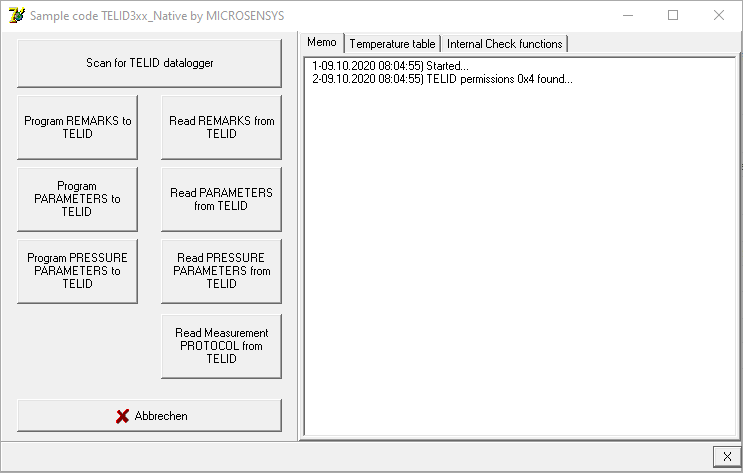 Sample code TELID3xx_Native by MICROSENSYS
Scan for TELID datalogger
Program REMARKS to
TELID
Read REMARKS from
TELID
Program
PARAMETERS to
TELID
Read PARAMETERS
from TELID
Program PRESSURE
PARAMETERS to
TELID
Read PRESSURE
PARAMETERS from
TELID
Read Measurement
PROTOCOL from
TELID
Abbrechen
Memo
Temperature table
Internal Check functions
1-09.10.2020 08:04:55) Started...
2-09.10.2020 08:04:55) TELID permissions 0x4 found...
X